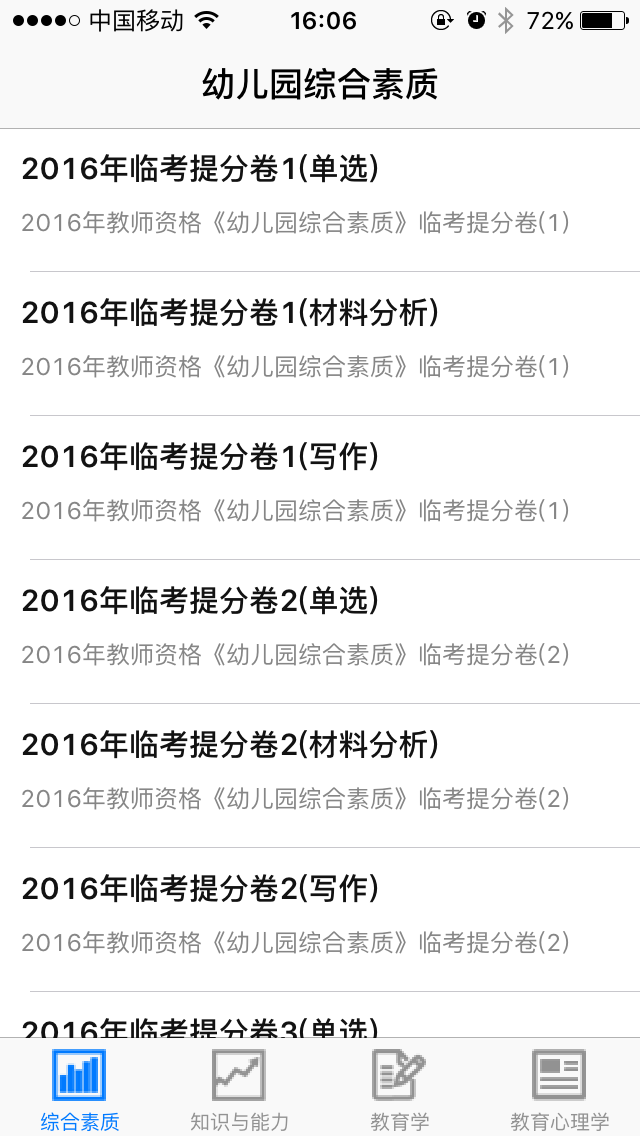 中国移动 16:06 72%
幼儿园综合素质
2016年临考提分卷1(单选)
2016年教师资格《幼儿园综合素质》临考提分卷(1)
2016年临考提分卷1(材料分析)
2016年教师资格《幼儿园综合素质》临考提分卷(1)
2016年临考提分卷1(写作)
2016年教师资格《幼儿园综合素质》临考提分卷(1)
2016年临考提分卷2(单选)
2016年教师资格《幼儿园综合素质》临考提分卷(2)
2016年临考提分卷2(材料分析)
2016年教师资格《幼儿园综合素质》临考提分卷(2)
2016年临考提分卷2(写作)
2016年教师资格《幼儿园综合素质》临考提分卷(2)
2016年临考提分卷3(单选)
综合素质 知识与能力 教育学 教育心理学